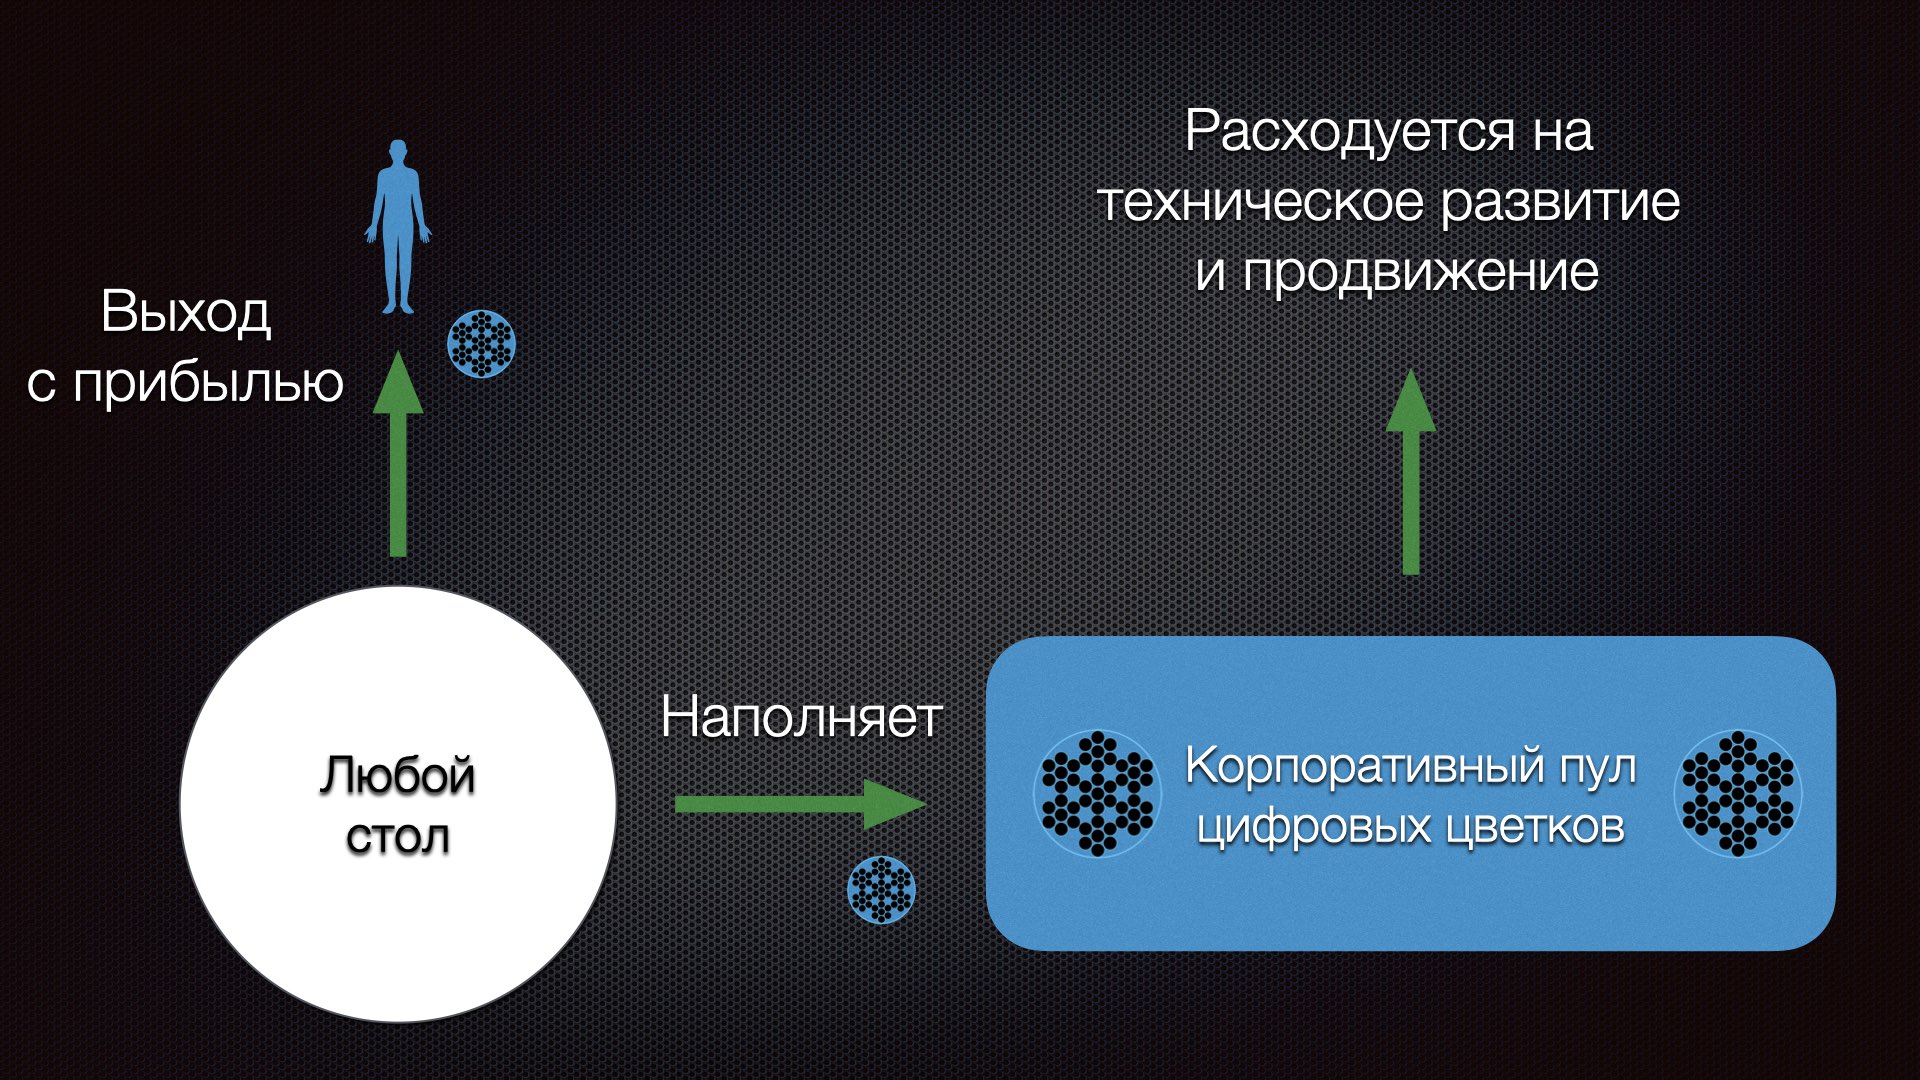 Расходуется на
техническое развитие
и продвижение
Выход
с прибылью
Наполняет
Любой
стол
Корпоративный пул
цифровых цветков